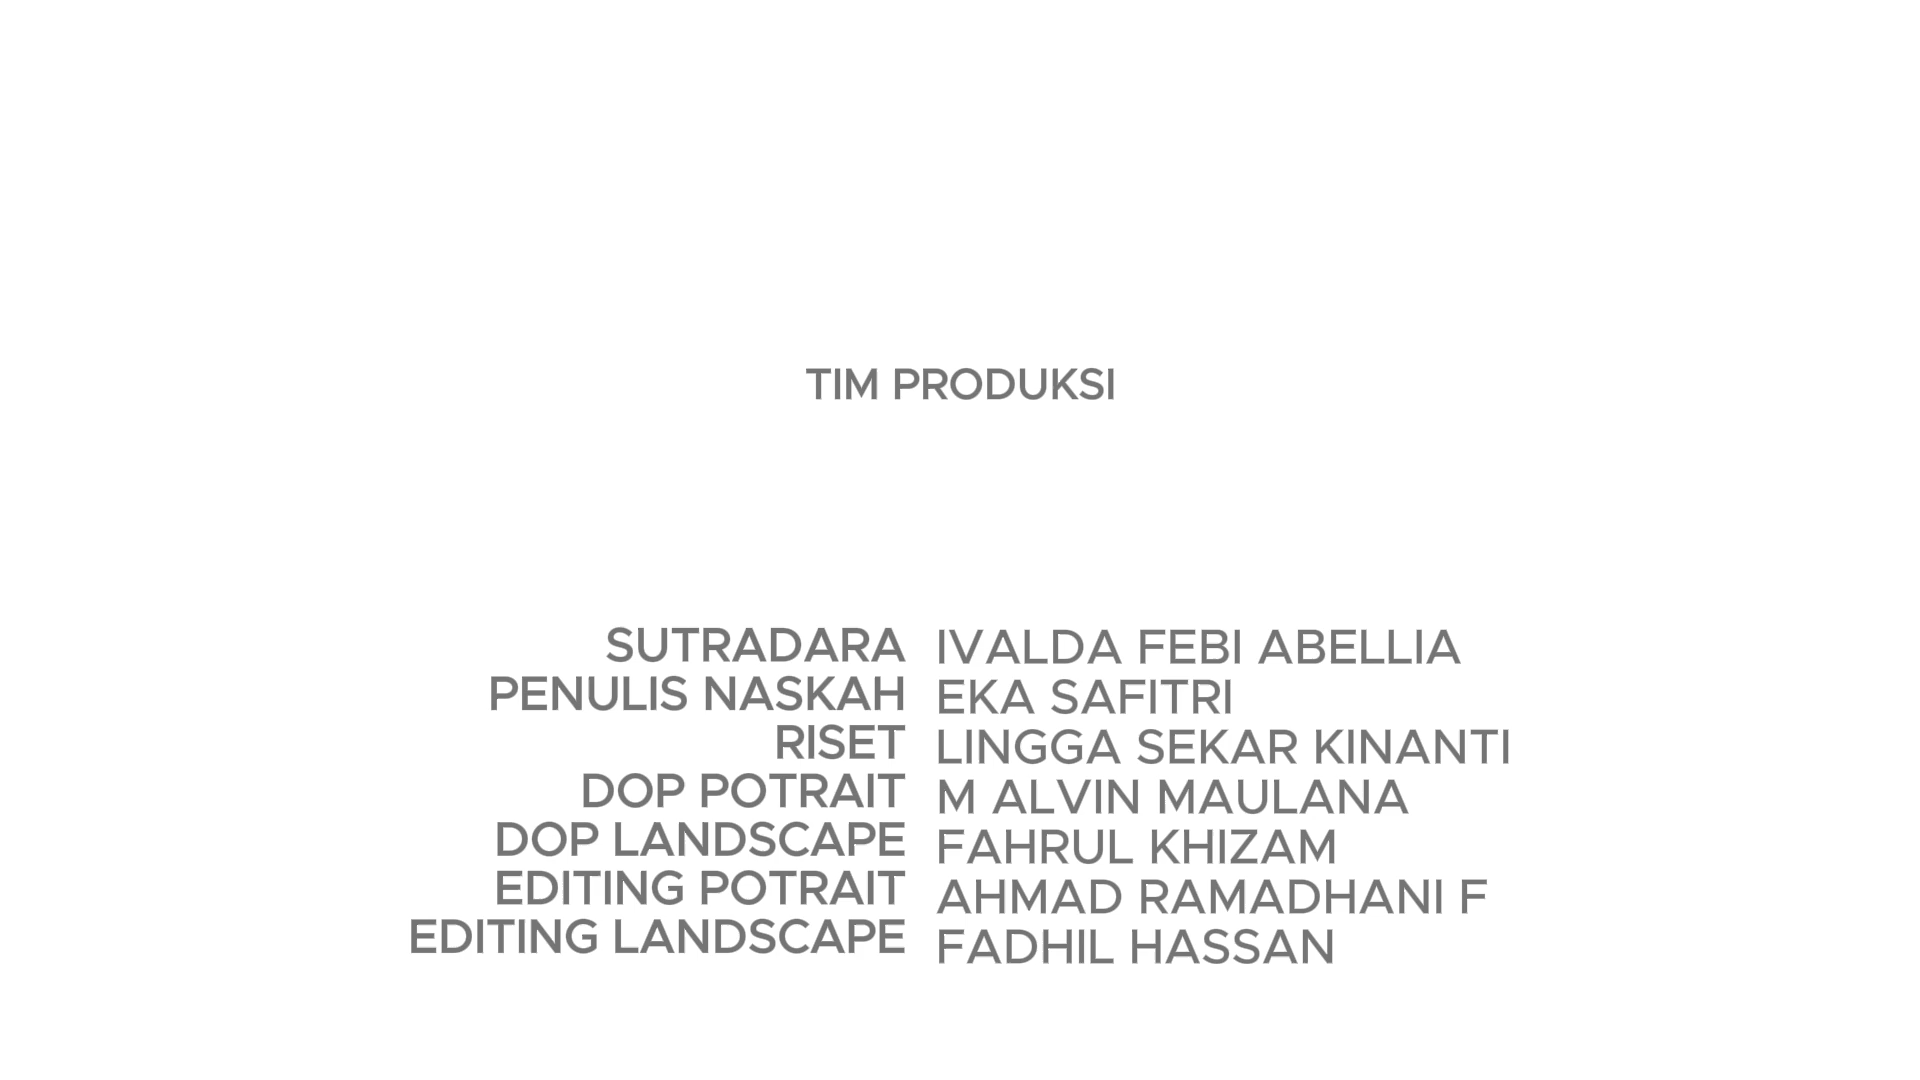 TIM PRODUKSI
SUTRADARA IVALDA FEBI ABELLIA
PENULIS NASKAH EKA SAFITRI
RISET LINGGA SEKAR KINANTI
DOP POTRAIT M ALVIN MAULANA
DOP LANDSCAPE FAHRUL KHIZAM
EDITING POTRAIT AHMAD RAMADHANI F
EDITING LANDSCAPE FADHIL HASSAN